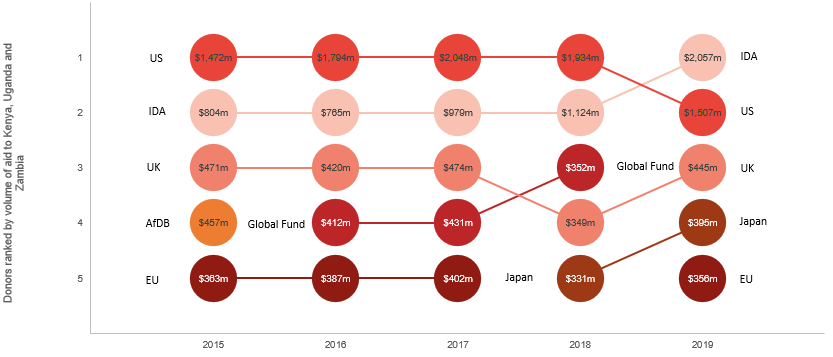 Donors ranked by volume of aid to Kenya, Uganda and
Zambia
1 US $1,472m $1,794m $2,048m $1,934m $2,057m IDA
2 IDA $804m $765m $979m $1,124m $1,507m US
3 UK $471m $420m $474m $352m Global Fund $445m UK
4 AfDB $457m Global Fund $412m $431m $349m $395m Japan
5 EU $363m $387m $402m Japan $331m $356m EU
2015 2016 2017 2018 2019